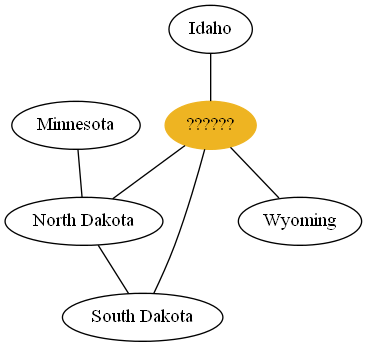 Idaho
Minnesota
??????
North Dakota
Wyoming
South Dakota